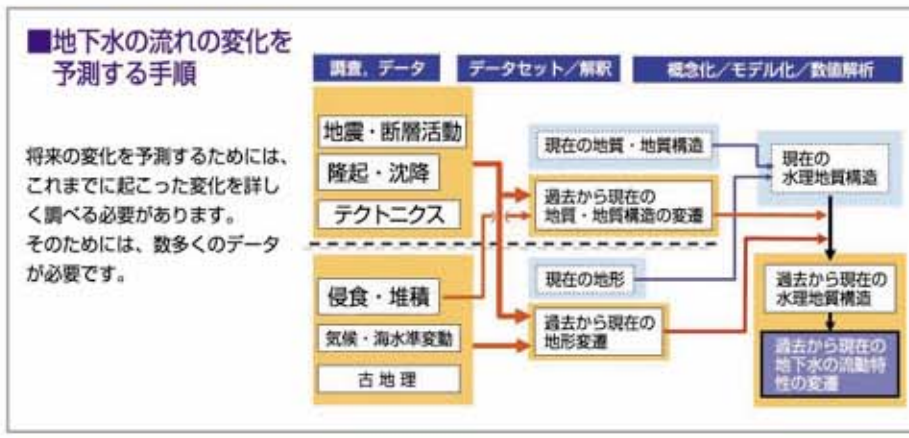 ■地下水の流れの変化を
予測する手順
将来の変化を予測するためには、
これまでに起こった変化を詳し
く調べる必要があります。
そのためには、数多くのデータ
が必要です。
調査, データ
データセット／解釈
概念化／モデル化／数値解析
地震・断層活動
隆起・沈降
テクトニクス
侵食・堆積
気候・海水準変動
古地理
現在の地質・地質構造
過去から現在の
地質・地質構造の変遷
現在の地形
過去から現在の
地形変遷
現在の
水理地質構造
過去から現在の
水理地質構造
過去から現在の
地下水の流動特
性の変遷